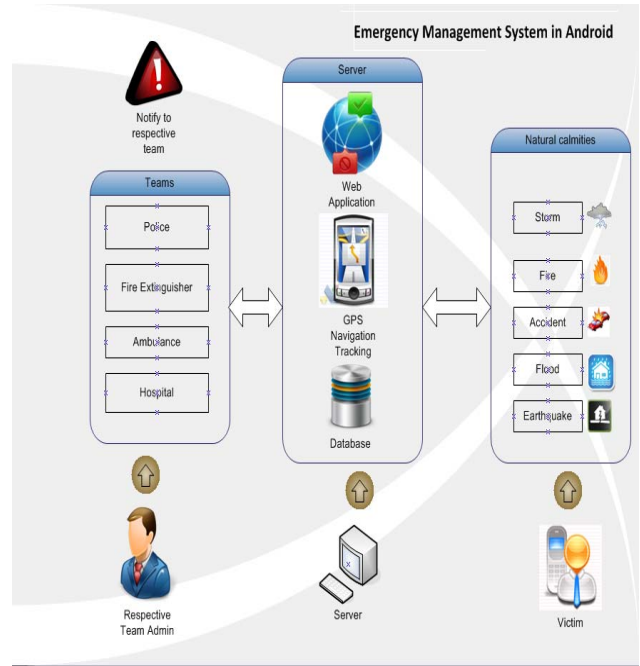 Emergency Management System in Android
Notify to
respective
team
Teams
Police
Fire Extinguisher
Ambulance
Hospital
Respective
Team Admin
Server
Web
Application
GPS
Navigation
Tracking
Database
Server
Natural calmities
Storm
Fire
Accident
Flood
Earthquake
Victim